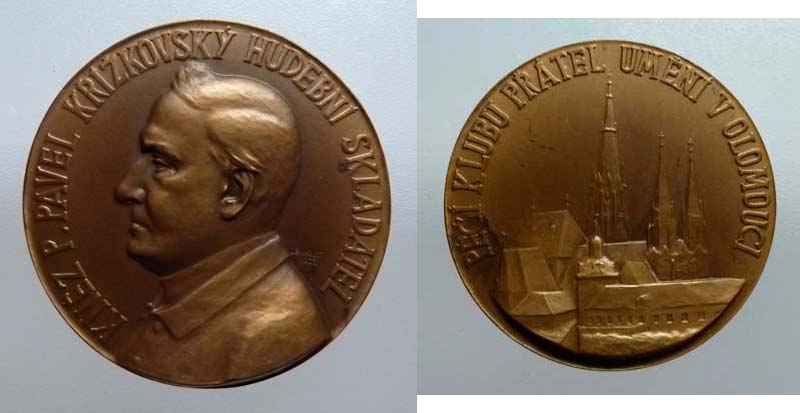 KNĚZ P. PAVEL KŘÍŽKOVSKÝ HUDEBNÍ SKLADATEL
PÉČÍ KLUBU PŘÁTEL UMĚNÍ V OLOMOUCI